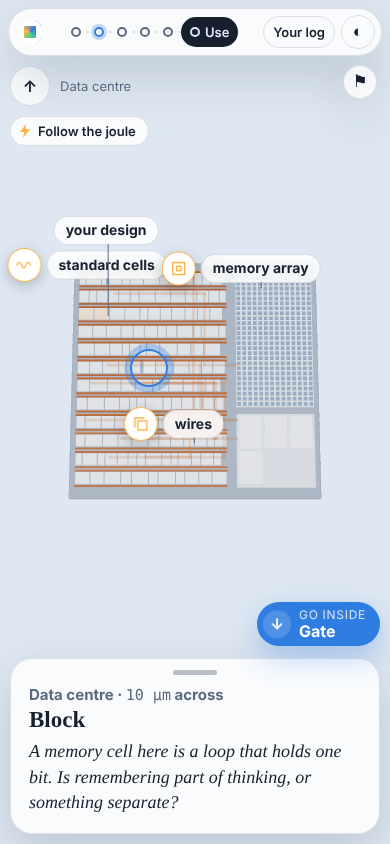 Use
Your log
Data centre
Follow the joule
your design
standard cells
memory array
wires
GO INSIDE
Gate
Data centre · 10 µm across
Block
A memory cell here is a loop that holds one
bit. Is remembering part of thinking, or
something separate?